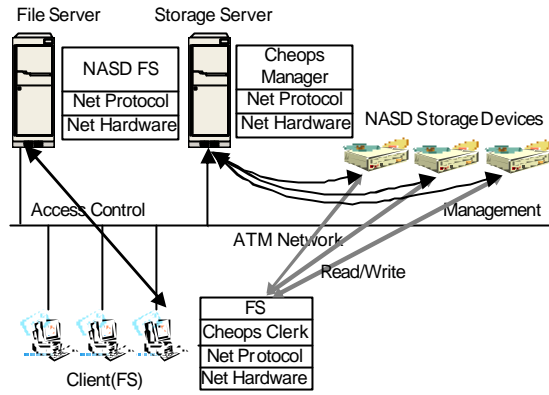 File Server
Storage Server
NASD FS
Net Protocol
Net Hardware
Cheops
Manager
Net Protocol
Net Hardware
NASD Storage Devices
Access Control
Management
ATM Network
Read/Write
FS
Cheops Clerk
Net Protocol
Net Hardware
Client(FS)